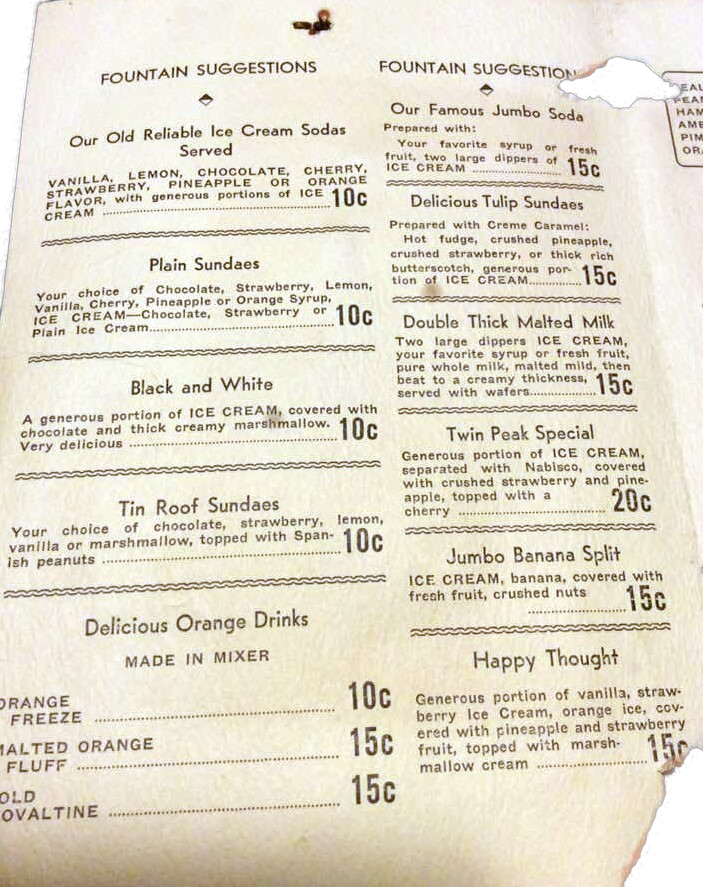 FOUNTAIN SUGGESTIONS
Our Old Reliable Ice Cream Sodas
Served
VANILLA, LEMON, CHOCOLATE, CHERRY,
STRAWBERRY, PINEAPPLE OR ORANGE
FLAVOR, with generous portions of ICE
CREAM 10c
Plain Sundaes
Your choice of Chocolate, Strawberry, Lemon,
Vanilla, Cherry, Pineapple or Orange Syrup,
ICE CREAM—Chocolate, Strawberry or
Plain Ice Cream 10c
Black and White
A generous portion of ICE CREAM, covered with
chocolate and thick creamy marshmallow.
Very delicious 10c
Tin Roof Sundaes
Your choice of chocolate, strawberry, lemon,
vanilla or marshmallow, topped with Span-
ish peanuts 10c
Delicious Orange Drinks
MADE IN MIXER
ORANGE
FREEZE 10c
MALTED ORANGE
FLUFF 15c
OLD
OVALTINE 15c
FOUNTAIN SUGGESTION
Our Famous Jumbo Soda
Prepared with:
Your favorite syrup or fresh
fruit, two large dippers of
ICE CREAM 15c
Delicious Tulip Sundaes
Prepared with Creme Caramel:
Hot fudge, crushed pineapple,
crushed strawberry, or thick rich
butterscotch, generous por-
tion of ICE CREAM 15c
Double Thick Malted Milk
Two large dippers ICE CREAM,
your favorite syrup or fresh fruit,
pure whole milk, malted mild, then
beat to a creamy thickness,
served with wafers 15c
Twin Peak Special
Generous portion of ICE CREAM,
separated with Nabisco, covered
with crushed strawberry and pine-
apple, topped with a
cherry 20c
Jumbo Banana Split
ICE CREAM, banana, covered with
fresh fruit, crushed nuts
15c
Happy Thought
Generous portion of vanilla, straw-
berry Ice Cream, orange ice, cov-
ered with pineapple and strawberry
fruit, topped with marsh-
mallow cream 15c
HAM